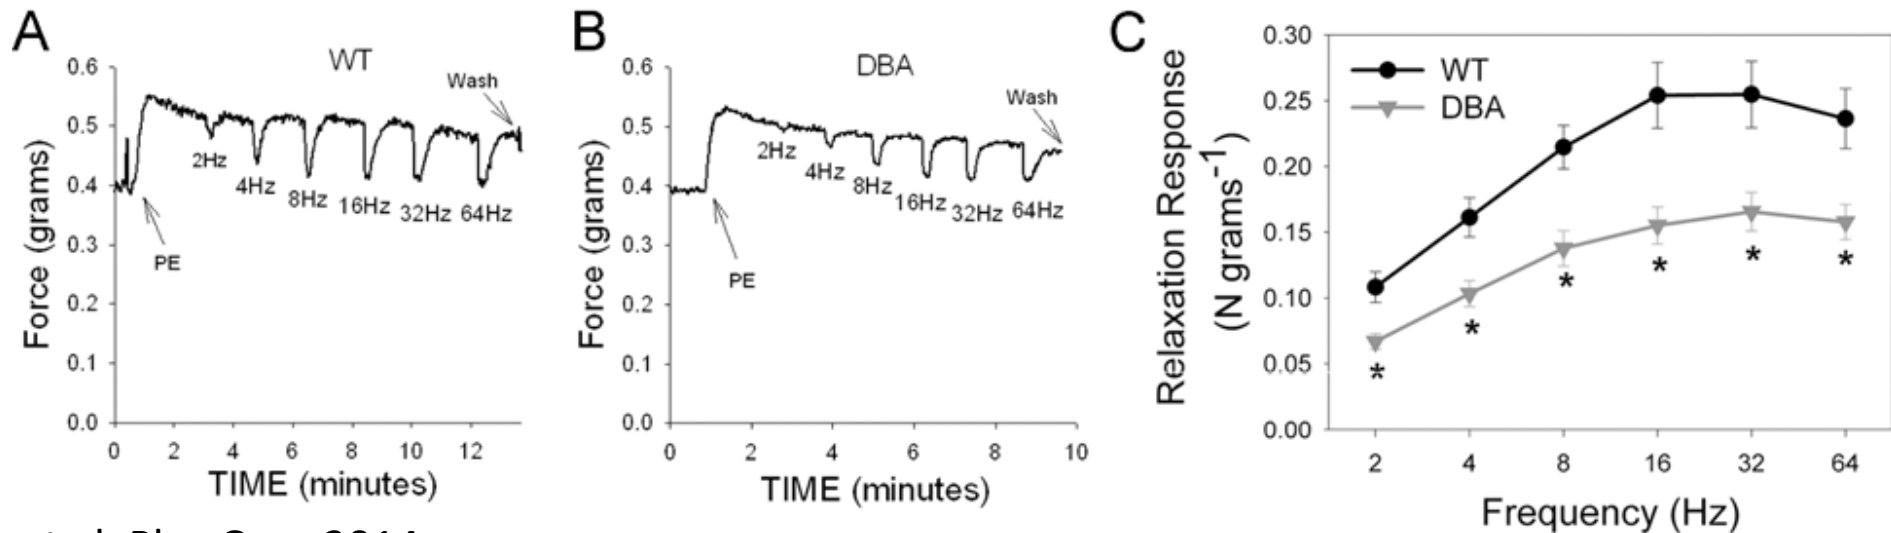 A
WT
Force (grams)
0.6
0.5
0.4
0.3
0.2
0.1
0.0
Wash
2Hz
4Hz
8Hz
16Hz
32Hz
64Hz
PE
0 2 4 6 8 10 12
TIME (minutes)
B
DBA
Force (grams)
0.6
0.5
0.4
0.3
0.2
0.1
0.0
Wash
2Hz
4Hz
8Hz
16Hz
32Hz
64Hz
PE
0 2 4 6 8 10
TIME (minutes)
C
Relaxation Response
(N grams⁻¹)
0.30
0.25
0.20
0.15
0.10
0.05
0.00
WT
DBA
*
*
*
*
*
*
2 4 8 16 32 64
Frequency (Hz)